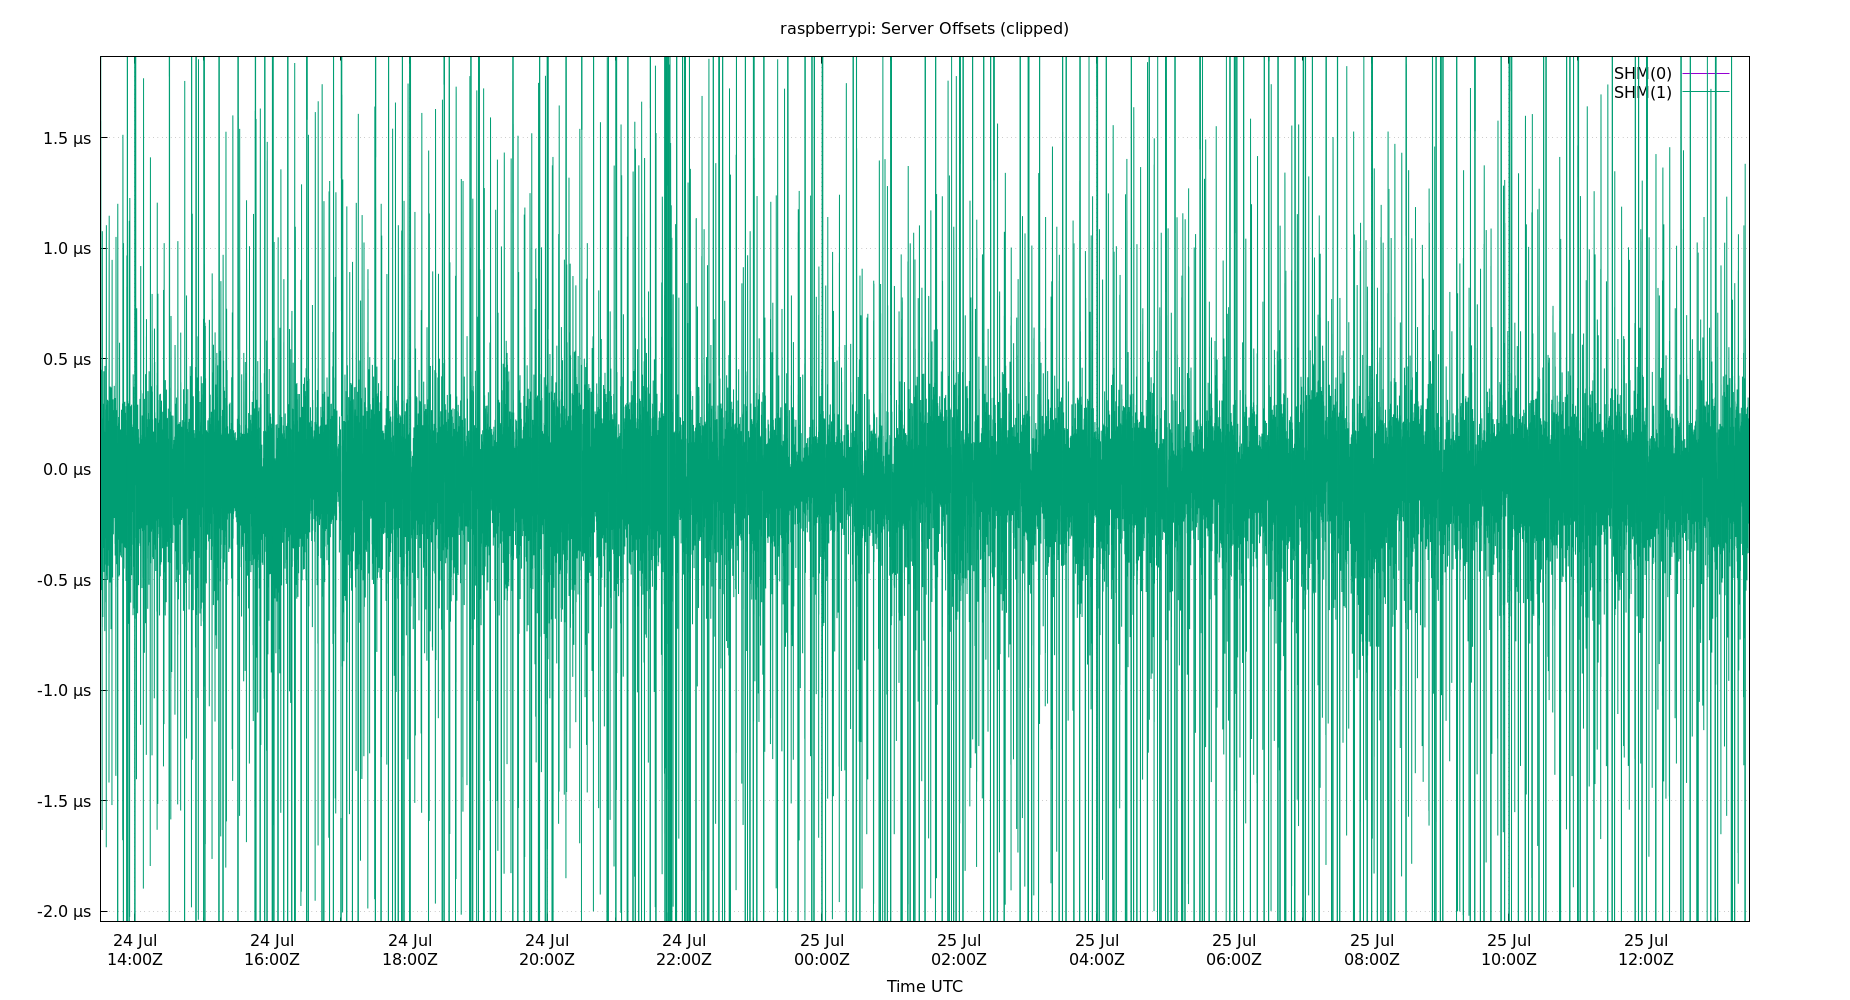 raspberrypi: Server Offsets (clipped)
SHM(0)
SHM(1)
1.5 µs
1.0 µs
0.5 µs
0.0 µs
-0.5 µs
-1.0 µs
-1.5 µs
-2.0 µs
24 Jul 24 Jul 24 Jul 24 Jul 24 Jul 25 Jul 25 Jul 25 Jul 25 Jul 25 Jul 25 Jul 25 Jul
14:00Z 16:00Z 18:00Z 20:00Z 22:00Z 00:00Z 02:00Z 04:00Z 06:00Z 08:00Z 10:00Z 12:00Z
Time UTC